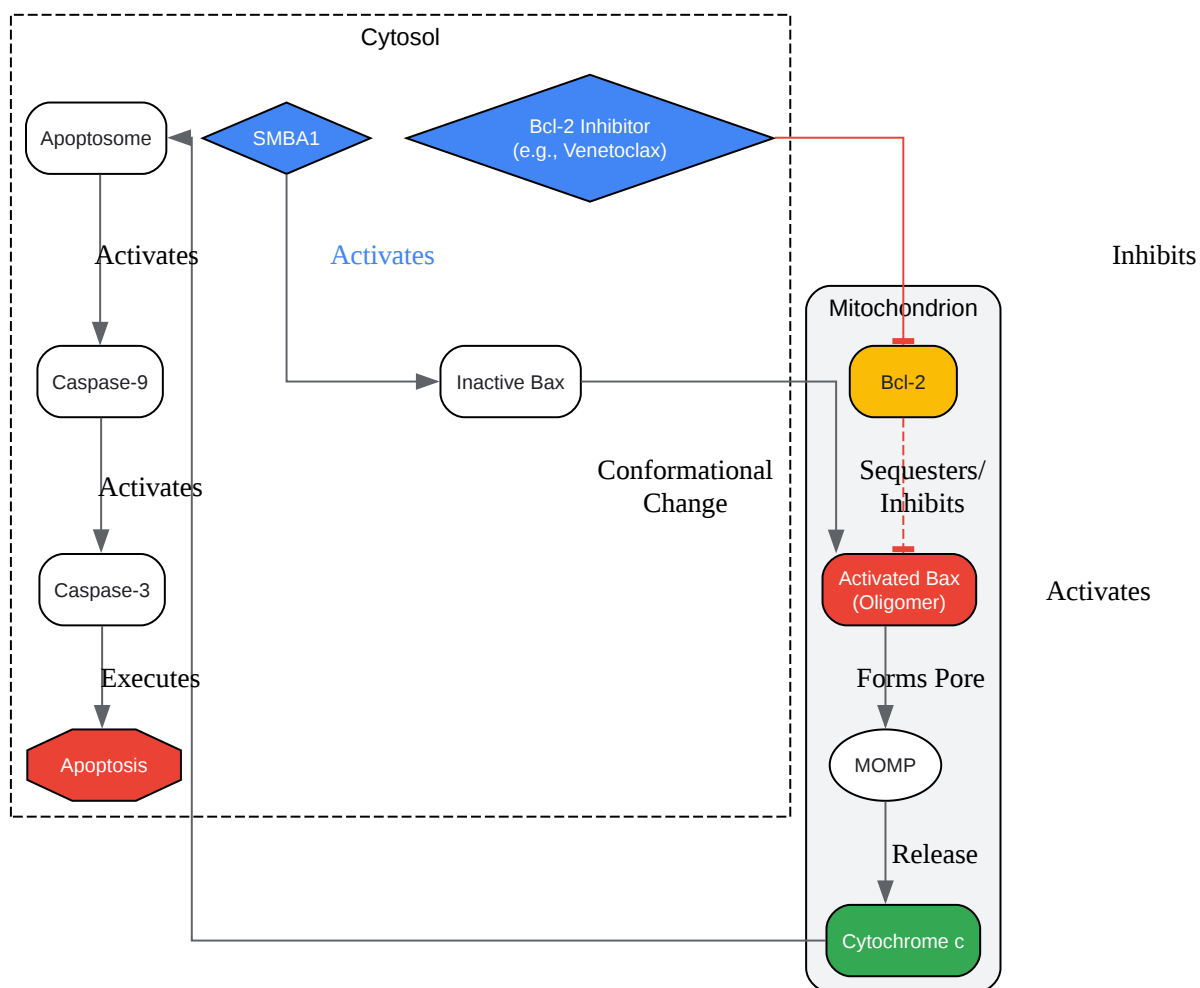 Cytosol
Apoptosome
SMBA1
Bcl-2 Inhibitor
(e.g., Venetoclax)
Activates
Activates
Inhibits
Mitochondrion
Caspase-9
Inactive Bax
Bcl-2
Activates
Conformational
Change
Sequesters/
Inhibits
Caspase-3
Activated Bax
(Oligomer)
Activates
Executes
Forms Pore
Apoptosis
MOMP
Release
Cytochrome c